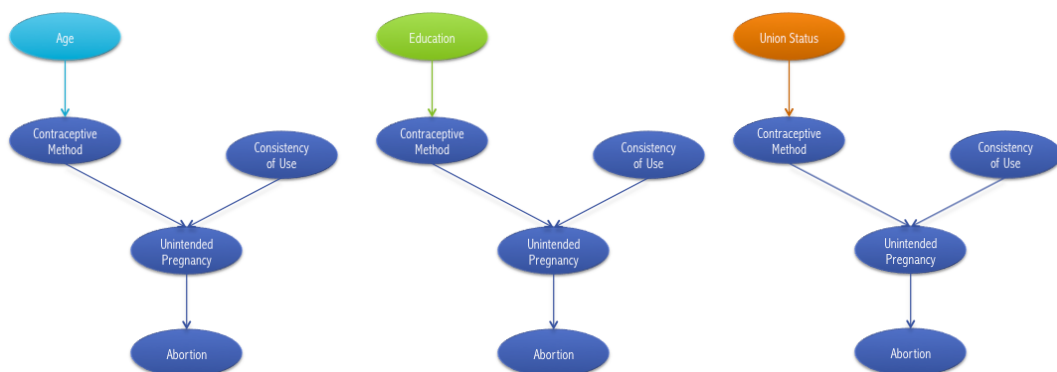 Age
Contraceptive
Method
Consistency
of Use
Unintended
Pregnancy
Abortion
Education
Contraceptive
Method
Consistency
of Use
Unintended
Pregnancy
Abortion
Union Status
Contraceptive
Method
Consistency
of Use
Unintended
Pregnancy
Abortion